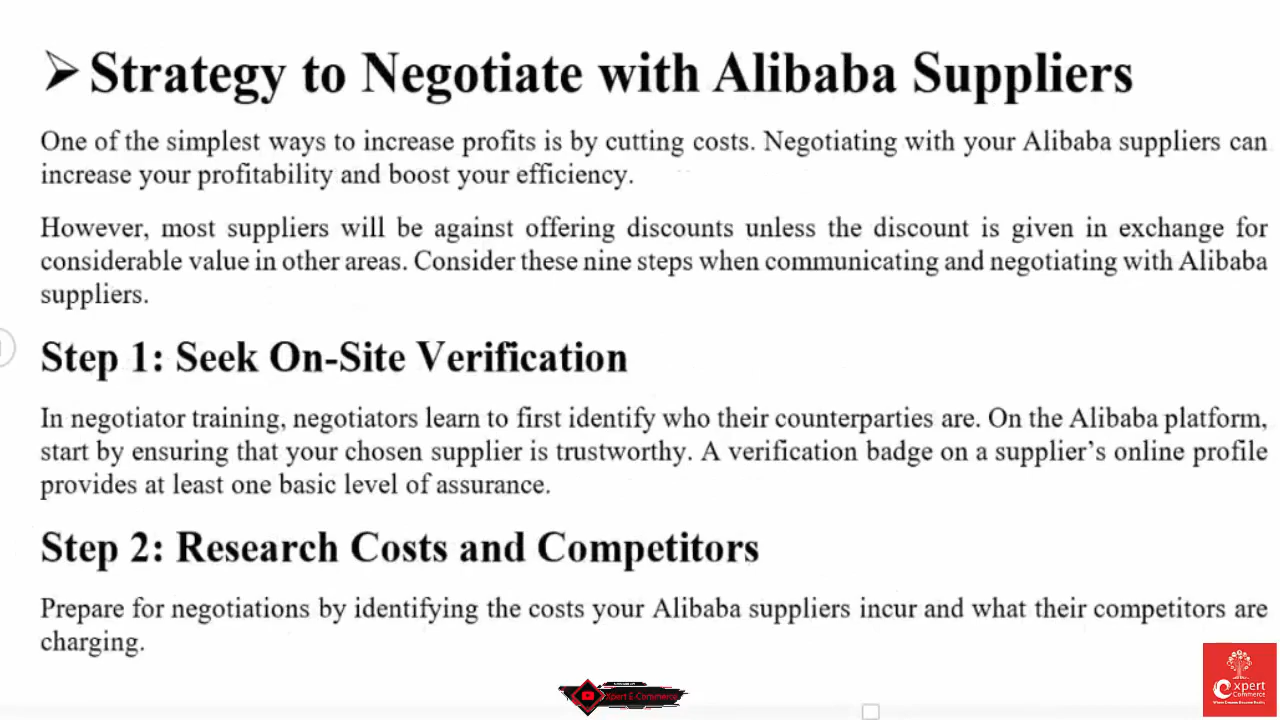 ➢ Strategy to Negotiate with Alibaba Suppliers
One of the simplest ways to increase profits is by cutting costs. Negotiating with your Alibaba suppliers can
increase your profitability and boost your efficiency.
However, most suppliers will be against offering discounts unless the discount is given in exchange for
considerable value in other areas. Consider these nine steps when communicating and negotiating with Alibaba
suppliers.
Step 1: Seek On-Site Verification
In negotiator training, negotiators learn to first identify who their counterparties are. On the Alibaba platform,
start by ensuring that your chosen supplier is trustworthy. A verification badge on a supplier’s online profile
provides at least one basic level of assurance.
Step 2: Research Costs and Competitors
Prepare for negotiations by identifying the costs your Alibaba suppliers incur and what their competitors are
charging.
Xpert E-Commerce
expert
Commerce